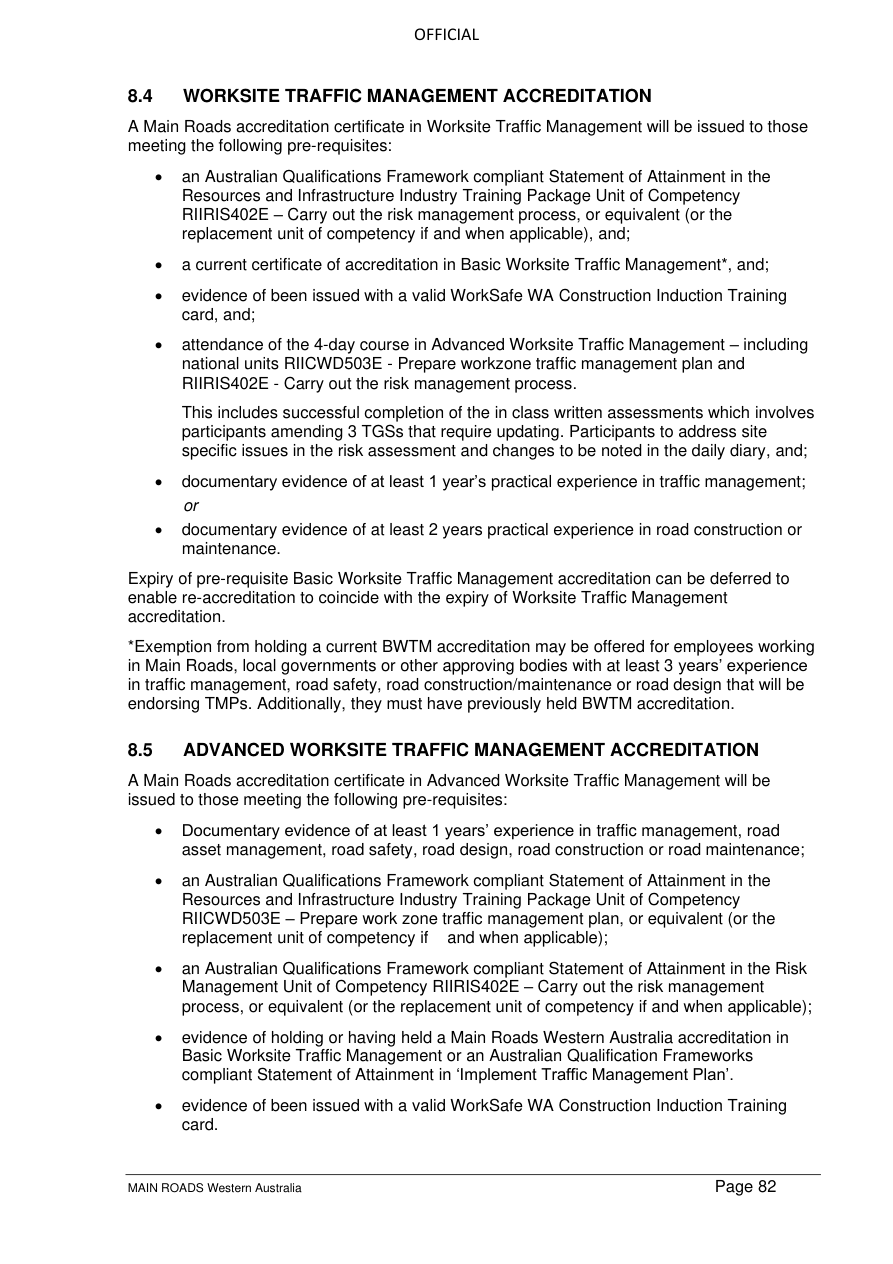 OFFICIAL
8.4 WORKSITE TRAFFIC MANAGEMENT ACCREDITATION
A Main Roads accreditation certificate in Worksite Traffic Management will be issued to those
meeting the following pre-requisites:
• an Australian Qualifications Framework compliant Statement of Attainment in the
Resources and Infrastructure Industry Training Package Unit of Competency
RIIRIS402E – Carry out the risk management process, or equivalent (or the
replacement unit of competency if and when applicable), and;
• a current certificate of accreditation in Basic Worksite Traffic Management*, and;
• evidence of been issued with a valid WorkSafe WA Construction Induction Training
card, and;
• attendance of the 4-day course in Advanced Worksite Traffic Management – including
national units RIICWD503E - Prepare workzone traffic management plan and
RIIRIS402E - Carry out the risk management process.
This includes successful completion of the in class written assessments which involves
participants amending 3 TGSs that require updating. Participants to address site
specific issues in the risk assessment and changes to be noted in the daily diary, and;
• documentary evidence of at least 1 year’s practical experience in traffic management;
or
• documentary evidence of at least 2 years practical experience in road construction or
maintenance.
Expiry of pre-requisite Basic Worksite Traffic Management accreditation can be deferred to
enable re-accreditation to coincide with the expiry of Worksite Traffic Management
accreditation.
*Exemption from holding a current BWTM accreditation may be offered for employees working
in Main Roads, local governments or other approving bodies with at least 3 years’ experience
in traffic management, road safety, road construction/maintenance or road design that will be
endorsing TMPs. Additionally, they must have previously held BWTM accreditation.
8.5 ADVANCED WORKSITE TRAFFIC MANAGEMENT ACCREDITATION
A Main Roads accreditation certificate in Advanced Worksite Traffic Management will be
issued to those meeting the following pre-requisites:
• Documentary evidence of at least 1 years’ experience in traffic management, road
asset management, road safety, road design, road construction or road maintenance;
• an Australian Qualifications Framework compliant Statement of Attainment in the
Resources and Infrastructure Industry Training Package Unit of Competency
RIICWD503E – Prepare work zone traffic management plan, or equivalent (or the
replacement unit of competency if and when applicable);
• an Australian Qualifications Framework compliant Statement of Attainment in the Risk
Management Unit of Competency RIIRIS402E – Carry out the risk management
process, or equivalent (or the replacement unit of competency if and when applicable);
• evidence of holding or having held a Main Roads Western Australia accreditation in
Basic Worksite Traffic Management or an Australian Qualification Frameworks
compliant Statement of Attainment in ‘Implement Traffic Management Plan’.
• evidence of been issued with a valid WorkSafe WA Construction Induction Training
card.
MAIN ROADS Western Australia Page 82